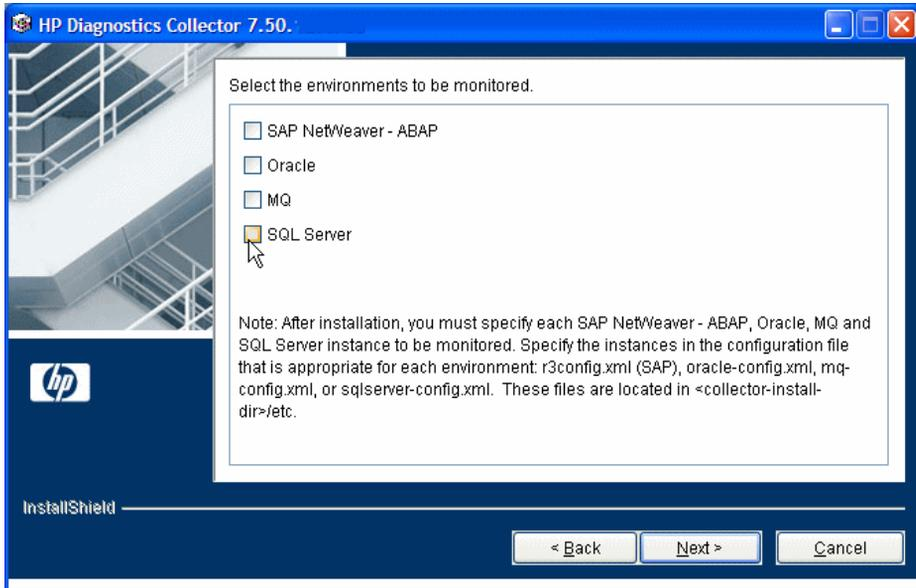 HP Diagnostics Collector 7.50.
Select the environments to be monitored.
SAP NetWeaver - ABAP
Oracle
MQ
SQL Server
Note: After installation, you must specify each SAP NetWeaver - ABAP, Oracle, MQ and
SQL Server instance to be monitored. Specify the instances in the configuration file
that is appropriate for each environment: r3config.xml (SAP), oracle-config.xml, mq-
config.xml, or sqlserver-config.xml.  These files are located in <collector-install-
dir>/etc.
hp
InstallShield
< Back
Next >
Cancel